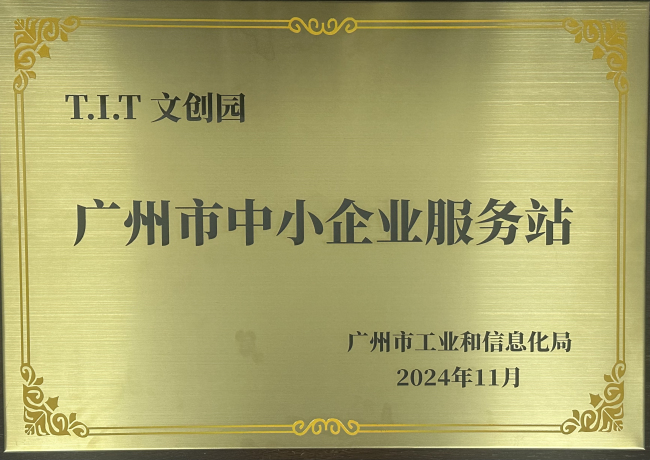 T.I.T 文创园
广州市中小企业服务站
广州市工业和信息化局
2024年11月